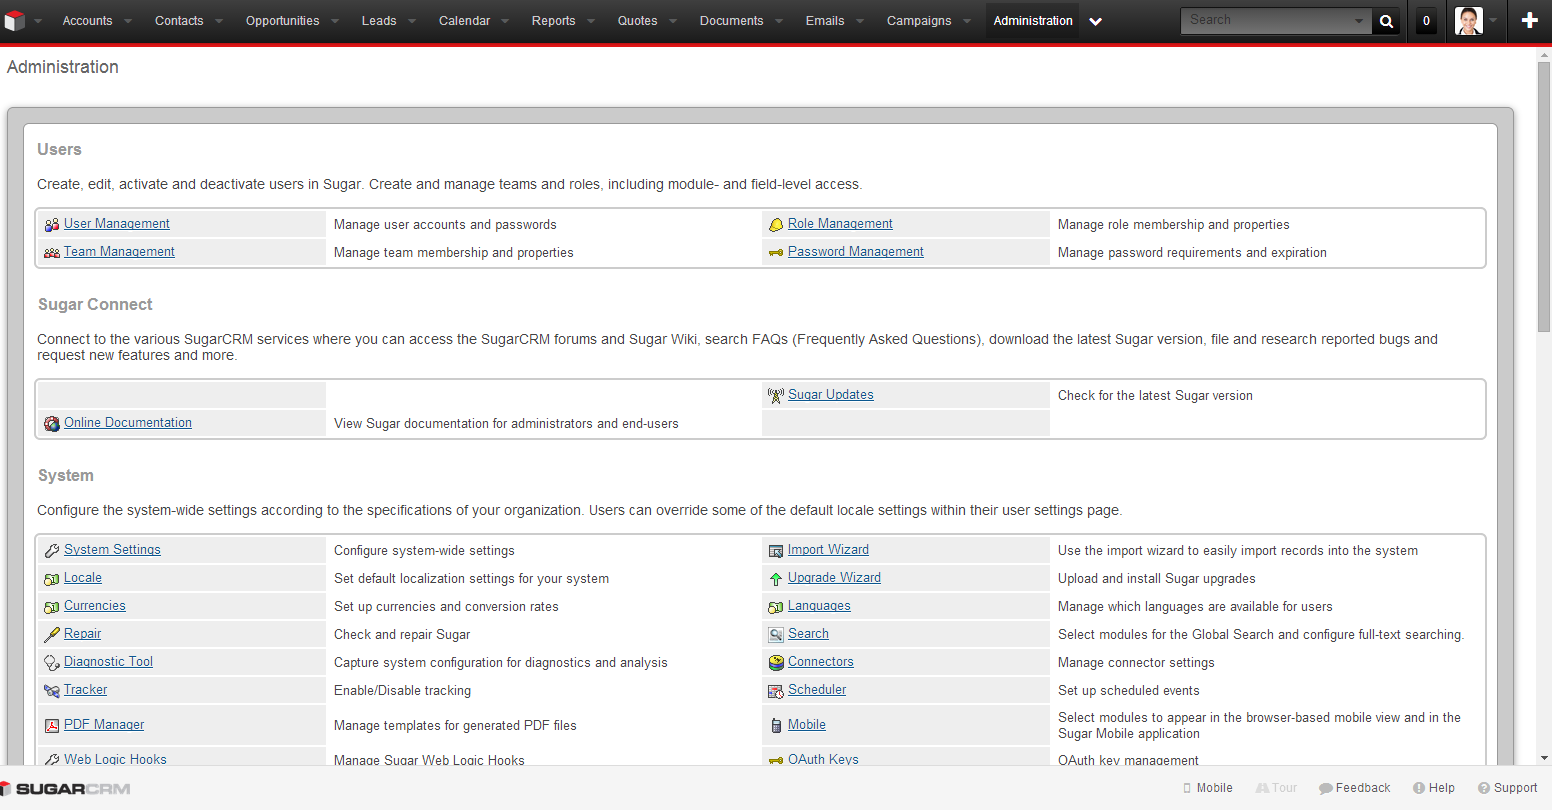 Accounts Contacts Opportunities Leads Calendar Reports Quotes Documents Emails Campaigns Administration Search 0
Administration
Users
Create, edit, activate and deactivate users in Sugar. Create and manage teams and roles, including module- and field-level access.
User Management Manage user accounts and passwords Role Management Manage role membership and properties
Team Management Manage team membership and properties Password Management Manage password requirements and expiration
Sugar Connect
Connect to the various SugarCRM services where you can access the SugarCRM forums and Sugar Wiki, search FAQs (Frequently Asked Questions), download the latest Sugar version, file and research reported bugs and
request new features and more.
Sugar Updates Check for the latest Sugar version
Online Documentation View Sugar documentation for administrators and end-users
System
Configure the system-wide settings according to the specifications of your organization. Users can override some of the default locale settings within their user settings page.
System Settings Configure system-wide settings Import Wizard Use the import wizard to easily import records into the system
Locale Set default localization settings for your system Upgrade Wizard Upload and install Sugar upgrades
Currencies Set up currencies and conversion rates Languages Manage which languages are available for users
Repair Check and repair Sugar Search Select modules for the Global Search and configure full-text searching.
Diagnostic Tool Capture system configuration for diagnostics and analysis Connectors Manage connector settings
Tracker Enable/Disable tracking Scheduler Set up scheduled events
PDF Manager Manage templates for generated PDF files Mobile Select modules to appear in the browser-based mobile view and in the
Sugar Mobile application
Web Logic Hooks Manage Sugar Web Logic Hooks OAuth Keys OAuth key management
SUGARCRM Mobile Tour Feedback Help Support